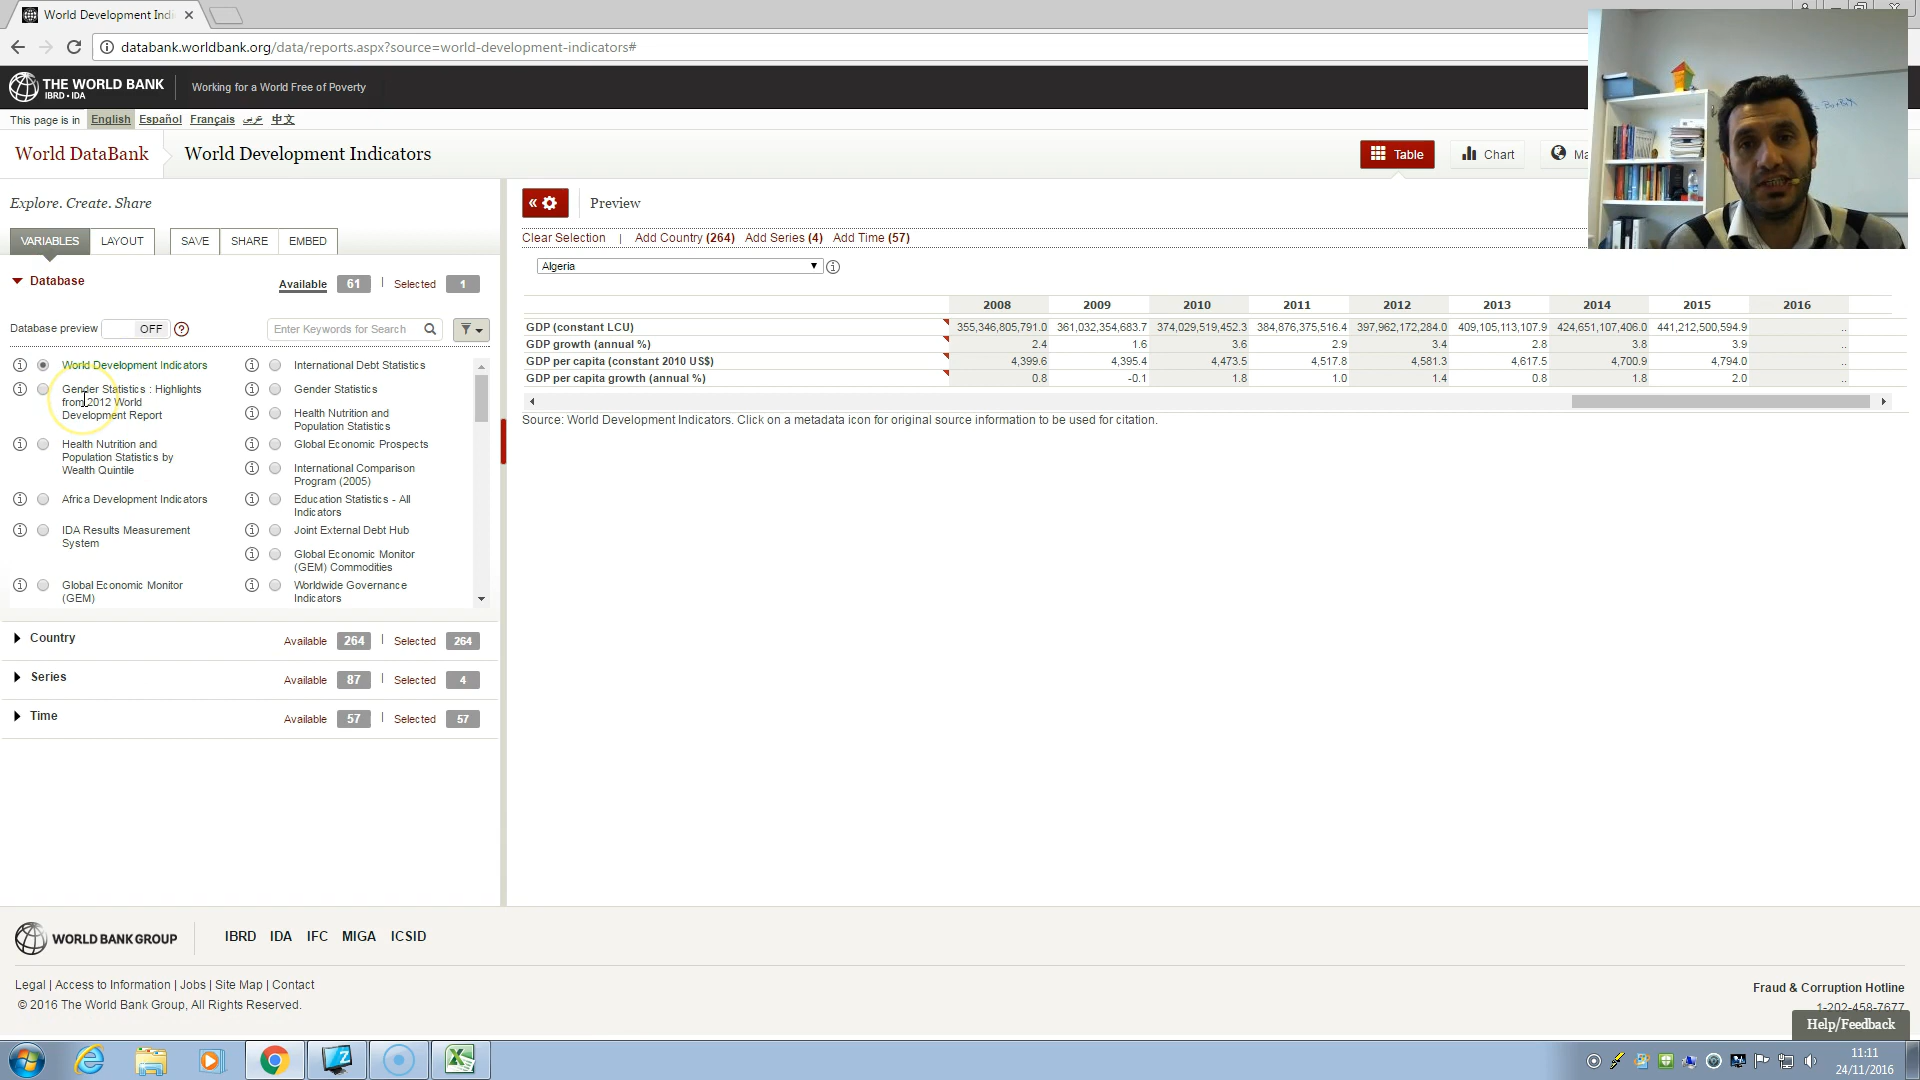 World Development Indi
databank.worldbank.org/data/reports.aspx?source=world-development-indicators#
THE WORLD BANK
IBRD • IDA
Working for a World Free of Poverty
This page is in English Español Français عربي 中文
World DataBank World Development Indicators
Table Chart Ma
Explore. Create. Share
VARIABLES LAYOUT SAVE SHARE EMBED
Preview
Clear Selection | Add Country (264) Add Series (4) Add Time (57)
Algeria
Database Available 61 | Selected 1
Database preview OFF ? Enter Keywords for Search
World Development Indicators
Gender Statistics : Highlights
from 2012 World
Development Report
Health Nutrition and
Population Statistics by
Wealth Quintile
Africa Development Indicators
IDA Results Measurement
System
Global Economic Monitor
(GEM)
International Debt Statistics
Gender Statistics
Health Nutrition and
Population Statistics
Global Economic Prospects
International Comparison
Program (2005)
Education Statistics - All
Indicators
Joint External Debt Hub
Global Economic Monitor
(GEM) Commodities
Worldwide Governance
Indicators
Country Available 264 | Selected 264
Series Available 87 | Selected 4
Time Available 57 | Selected 57
2008 2009 2010 2011 2012 2013 2014 2015 2016
GDP (constant LCU) 355,346,805,791.0 361,032,354,683.7 374,029,519,452.3 384,876,375,516.4 397,962,172,284.0 409,105,113,107.9 424,651,107,406.0 441,212,500,594.9 ..
GDP growth (annual %) 2.4 1.6 3.6 2.9 3.4 2.8 3.8 3.9 ..
GDP per capita (constant 2010 US$) 4,399.6 4,395.4 4,473.5 4,517.8 4,581.3 4,617.5 4,700.9 4,794.0 ..
GDP per capita growth (annual %) 0.8 -0.1 1.8 1.0 1.4 0.8 1.8 2.0 ..
Source: World Development Indicators. Click on a metadata icon for original source information to be used for citation.
WORLD BANK GROUP IBRD IDA IFC MIGA ICSID
Legal | Access to Information | Jobs | Site Map | Contact
© 2016 The World Bank Group, All Rights Reserved.
Fraud & Corruption Hotline
1-202-458-7677
Help/Feedback
11:11
24/11/2016